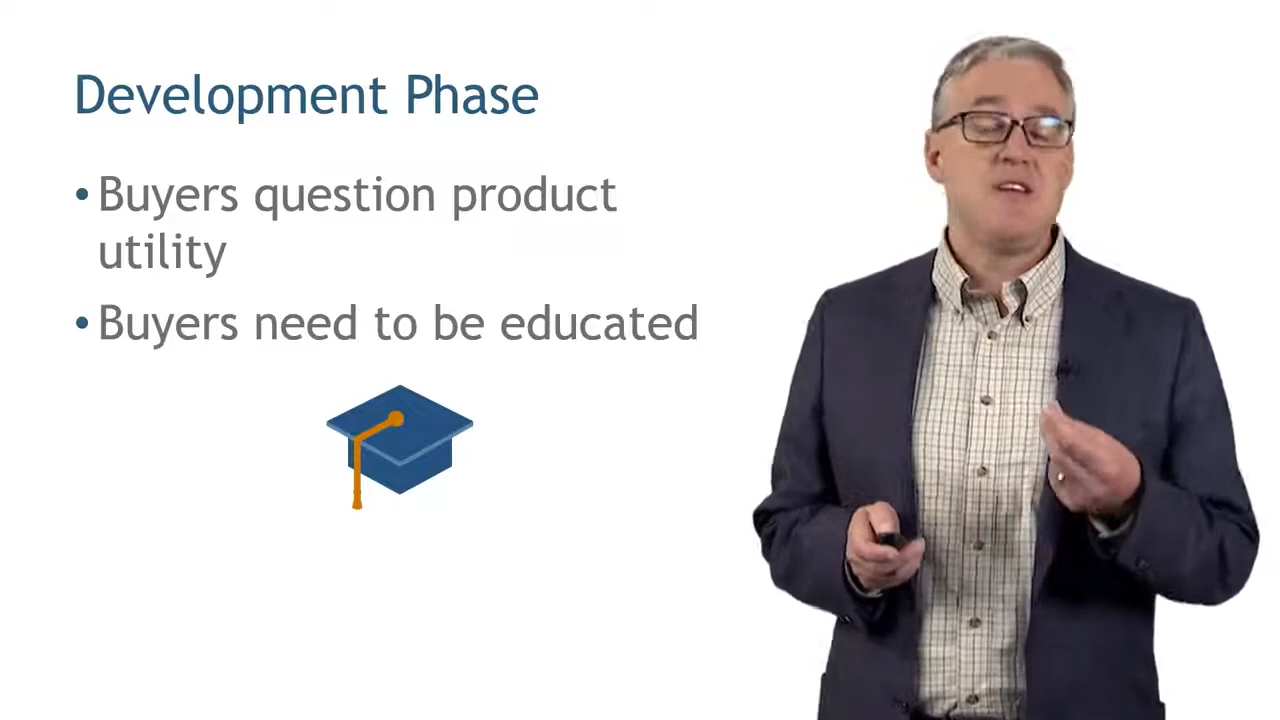 Development Phase
•Buyers question product
utility
•Buyers need to be educated